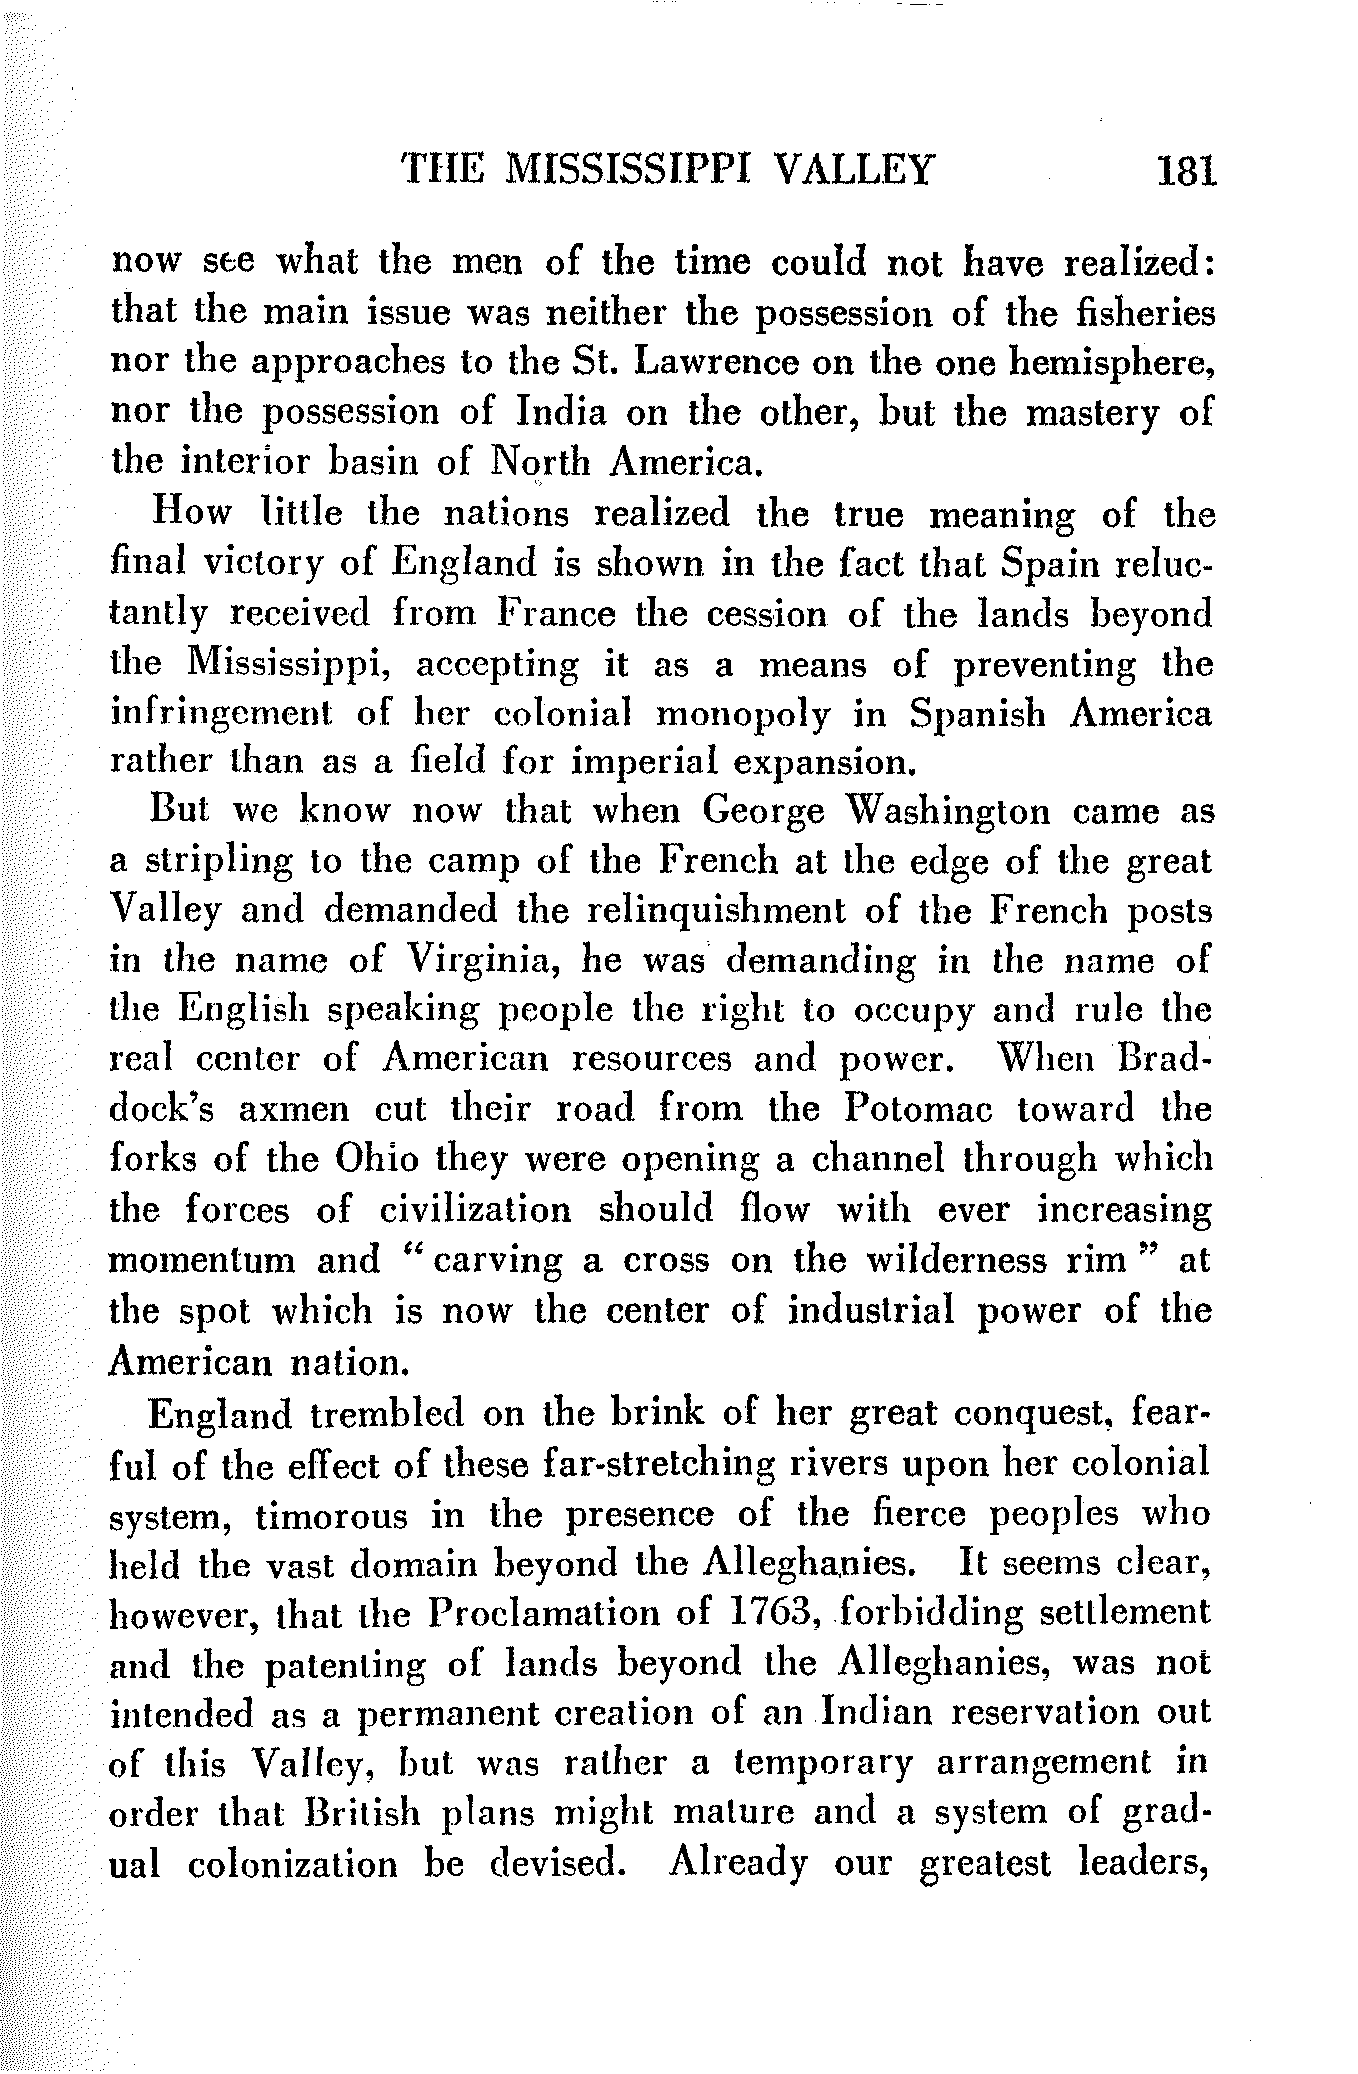 THE MISSISSIPPI VALLEY 181
now see what the men of the time could not have realized:
that the main issue was neither the possession of the fisheries
nor the approaches to the St. Lawrence on the one hemisphere,
nor the possession of India on the other, but the mastery of
the interior basin of North America.
How little the nations realized the true meaning of the
final victory of England is shown in the fact that Spain reluc-
tantly received from France the cession of the lands beyond
the Mississippi, accepting it as a means of preventing the
infringement of her colonial monopoly in Spanish America
rather than as a field for imperial expansion.
But we know now that when George Washington came as
a stripling to the camp of the French at the edge of the great
Valley and demanded the relinquishment of the French posts
in the name of Virginia, he was demanding in the name of
the English speaking people the right to occupy and rule the
real center of American resources and power. When Brad-
dock's axmen cut their road from the Potomac toward the
forks of the Ohio they were opening a channel through which
the forces of civilization should flow with ever increasing
momentum and " carving a cross on the wilderness rim " at
the spot which is now the center of industrial power of the
American nation.
England trembled on the brink of her great conquest, fear-
ful of the effect of these far-stretching rivers upon her colonial
system, timorous in the presence of the fierce peoples who
held the vast domain beyond the Alleghanies. It seems clear,
however, that the Proclamation of 1763, forbidding settlement
and the patenting of lands beyond the Alleghanies, was not
intended as a permanent creation of an Indian reservation out
of this Valley, but was rather a temporary arrangement in
order that British plans might mature and a system of grad-
ual colonization be devised. Already our greatest leaders,